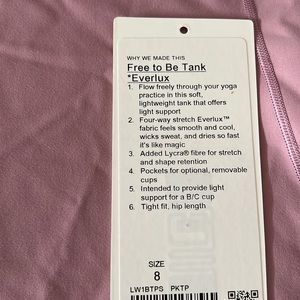 WHY WE MADE THIS
Free to Be Tank
*Everlux
1. Flow freely through your yoga
practice in this soft,
lightweight tank that offers
light support
2. Four-way stretch Everlux™
fabric feels smooth and cool,
wicks sweat, and dries so fast
it's like magic
3. Added Lycra® fibre for stretch
and shape retention
4. Pockets for optional, removable
cups
5. Intended to provide light
support for a B/C cup
6. Tight fit, hip length
SIZE
8
LW1BTPS PKTP